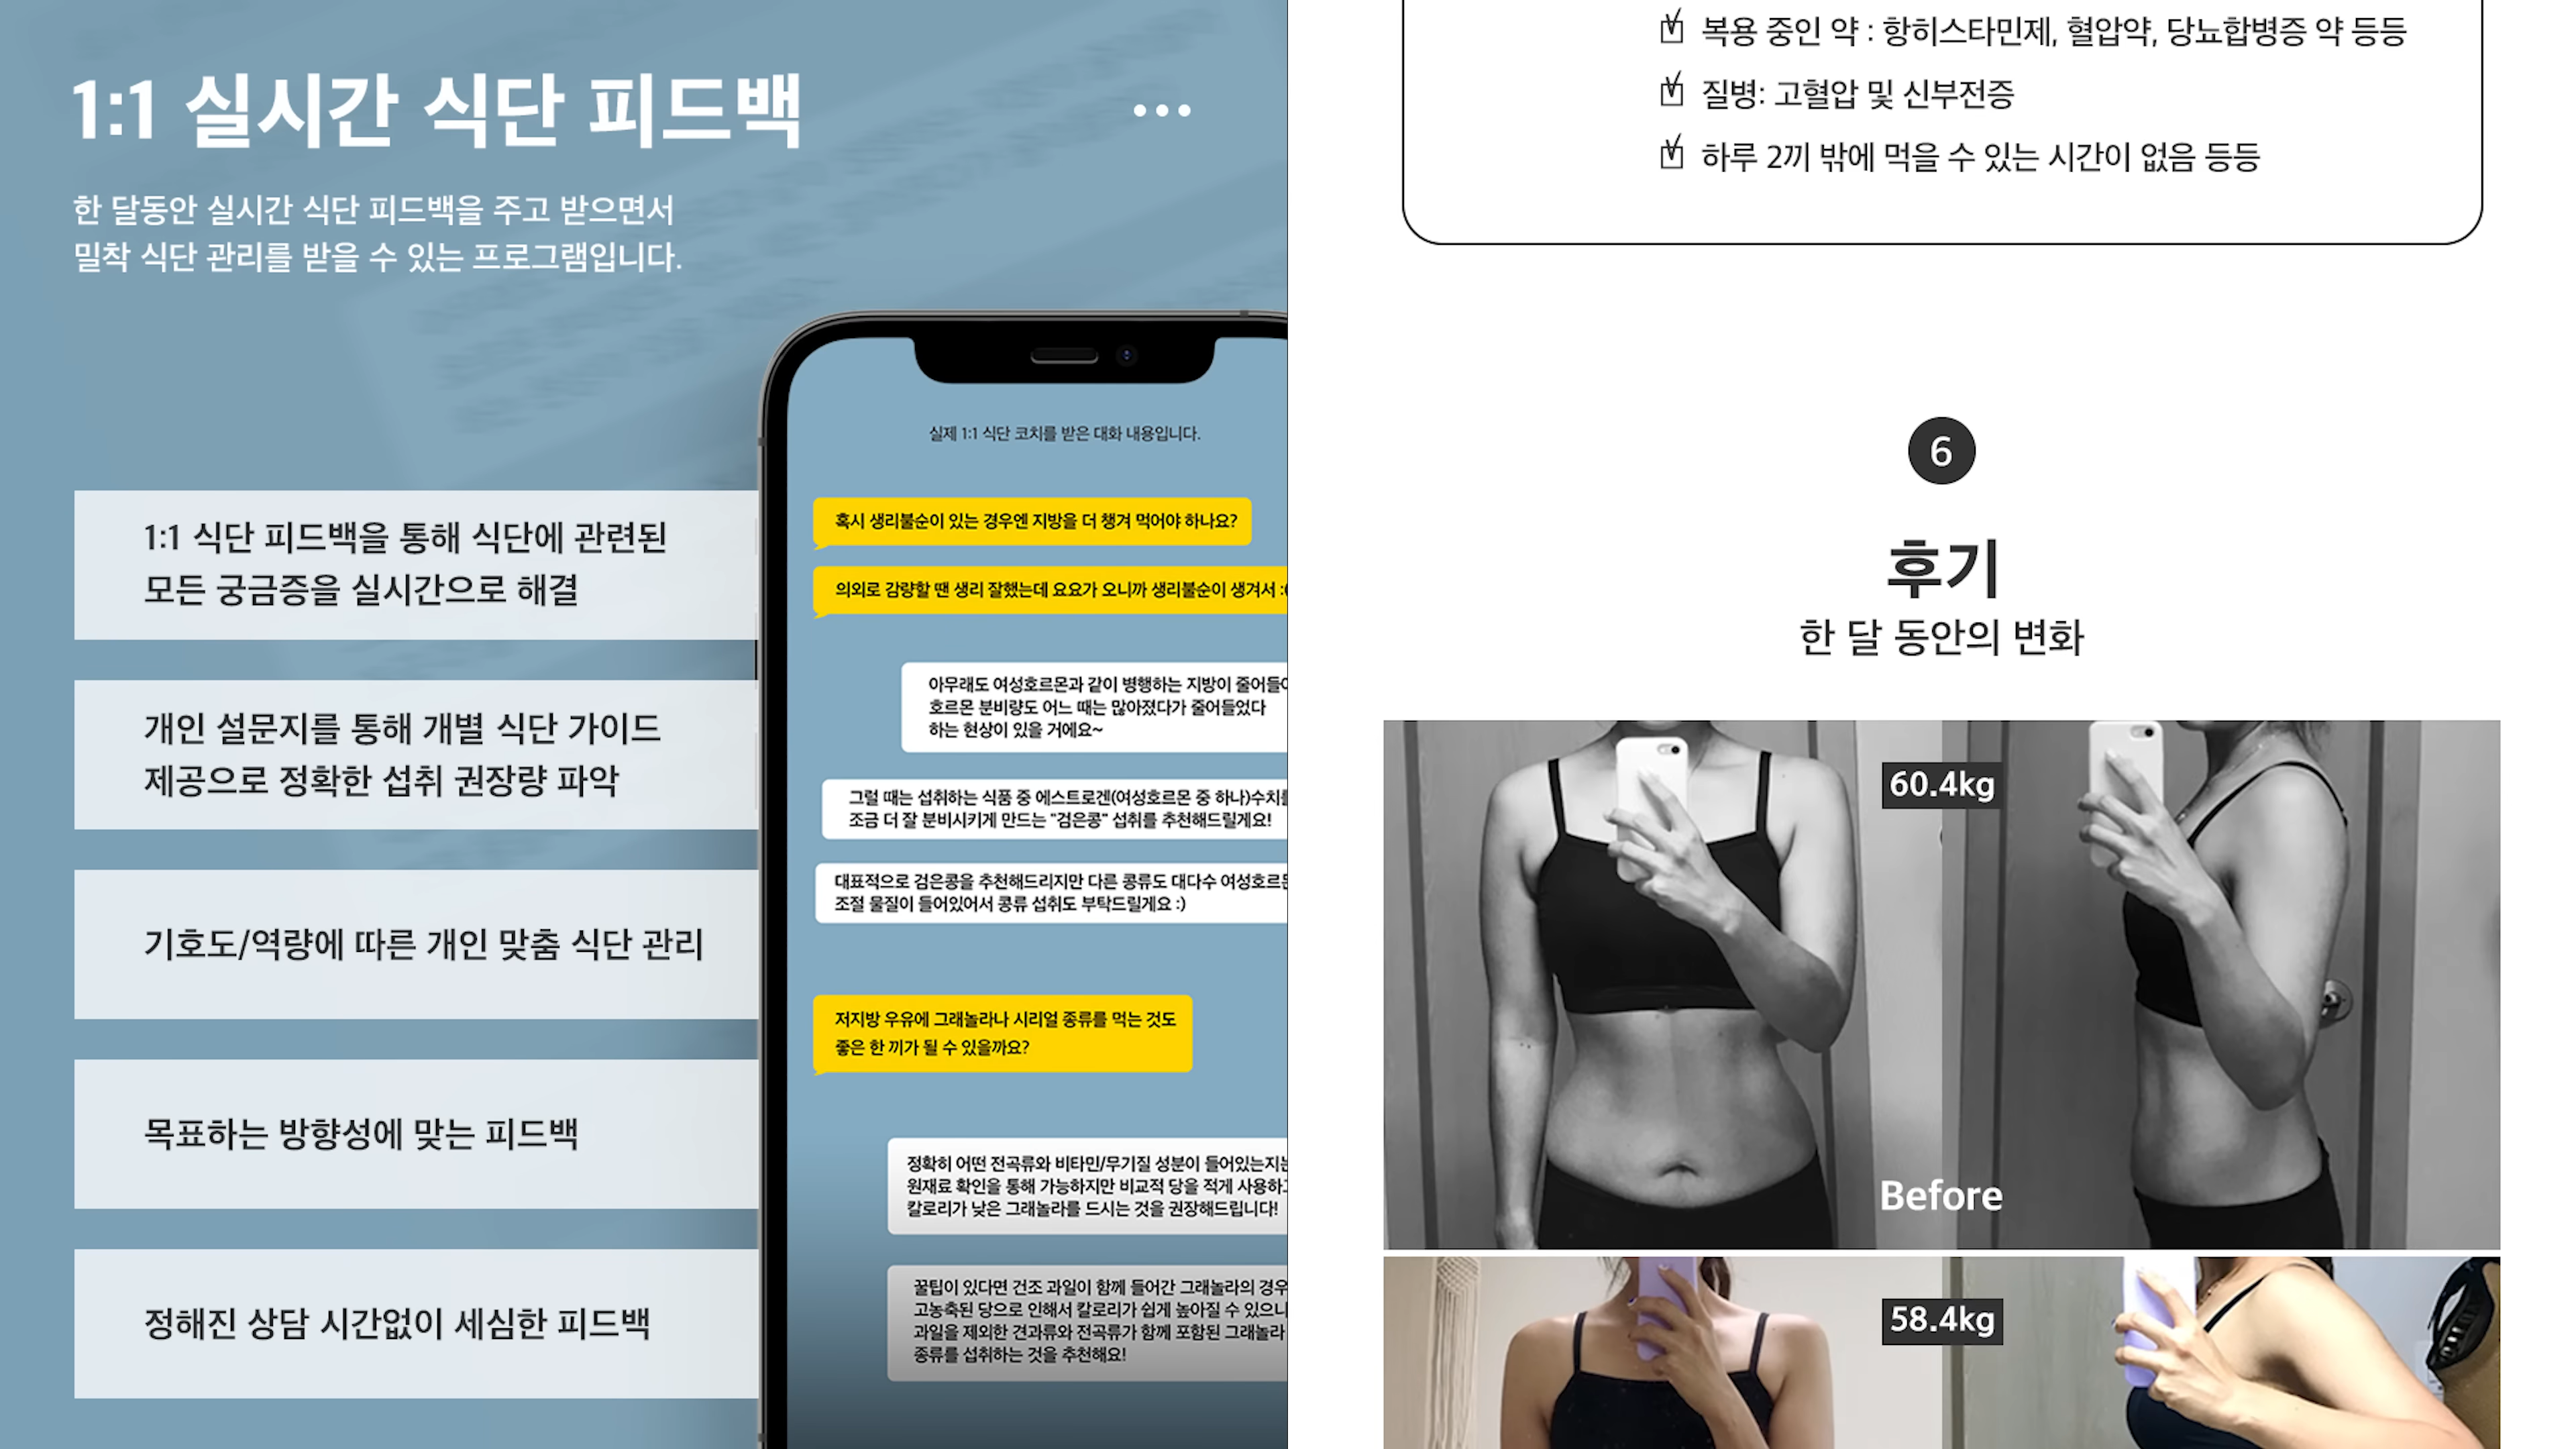 1:1 실시간 식단 피드백
한 달동안 실시간 식단 피드백을 주고 받으면서
밀착 식단 관리를 받을 수 있는 프로그램입니다.
1:1 식단 피드백을 통해 식단에 관련된
모든 궁금증을 실시간으로 해결
개인 설문지를 통해 개별 식단 가이드
제공으로 정확한 섭취 권장량 파악
기호도/역량에 따른 개인 맞춤 식단 관리
목표하는 방향성에 맞는 피드백
정해진 상담 시간없이 세심한 피드백
실제 1:1 식단 코치를 받은 대화 내용입니다.
혹시 생리불순이 있는 경우엔 지방을 더 챙겨 먹어야 하나요?
의외로 감량할 땐 생리 잘했는데 요요가 오니까 생리불순이 생겨서
아무래도 여성호르몬과 같이 병행하는 지방이
호르몬 분비량도 어느 때는 많아졌다가 줄어들었다
하는 현상이 있을 거에요~
그럴 때는 섭취하는 식품 중 에스트로겐(여성호르몬 중 하나)
조금 더 잘 분비시키게 만드는 "검은콩" 섭취를 추천해드릴게요!
대표적으로 검은콩을 추천해드리지만 다른 콩류도 대다수
조절 물질이 들어있어서 콩류 섭취도 부탁드릴게요 :)
저지방 우유에 그래놀라나 시리얼 종류를 먹는 것도
좋은 한 끼가 될 수 있을까요?
정확히 어떤 전곡류와 비타민/무기질 성분이
원재료 확인을 통해 가능하지만 비교적 당을 적게
칼로리가 낮은 그래놀라를 드시는 것을 권장해드립니다!
꿀팁이 있다면 건조 과일이 함께 들어간 그래놀라의
고농축된 당으로 인해서 칼로리가 쉽게 높아질 수
과일을 제외한 견과류와 전곡류가 함께 포함된 그래놀라
종류를 섭취하는 것을 추천해요!
복용 중인 약 : 항히스타민제, 혈압약, 당뇨합병증 약 등등
질병: 고혈압 및 신부전증
하루 2끼 밖에 먹을 수 있는 시간이 없음 등등
6
후기
한 달 동안의 변화
60.4kg
Before
58.4kg